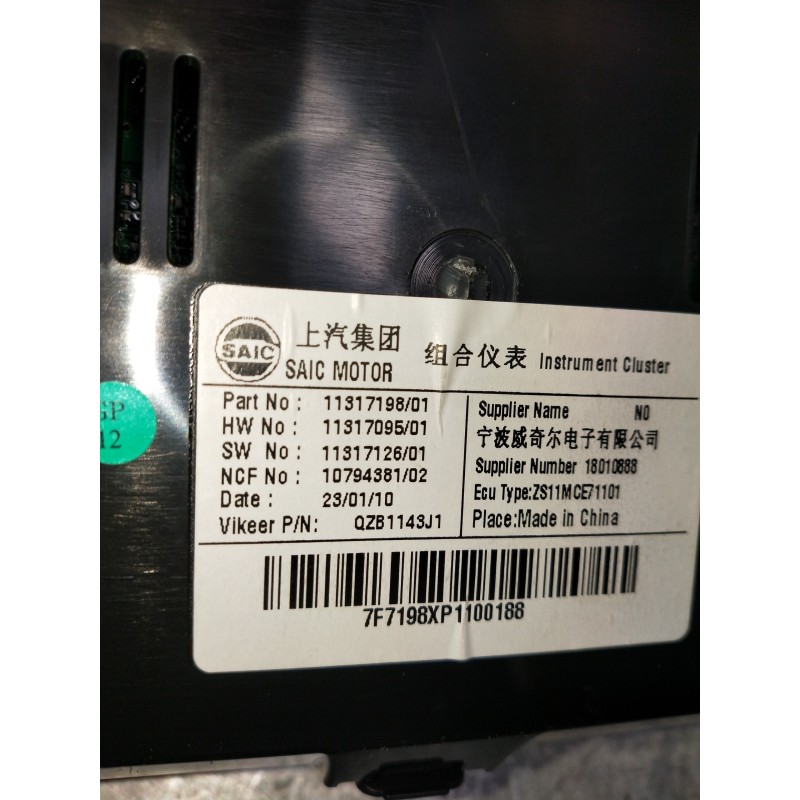 SAIC
上汽集团
SAIC MOTOR
组合仪表 Instrument Cluster
Part No : 11317198/01
HW No : 11317095/01
SW No : 11317126/01
NCF No : 10794381/02
Date : 23/01/10
Vikeer P/N: QZB1143J1
Supplier Name NO
宁波威奇尔电子有限公司
Supplier Number 18010888
Ecu Type:ZS11MCE71101
Place:Made in China
7F7198XP1100188
GP
12